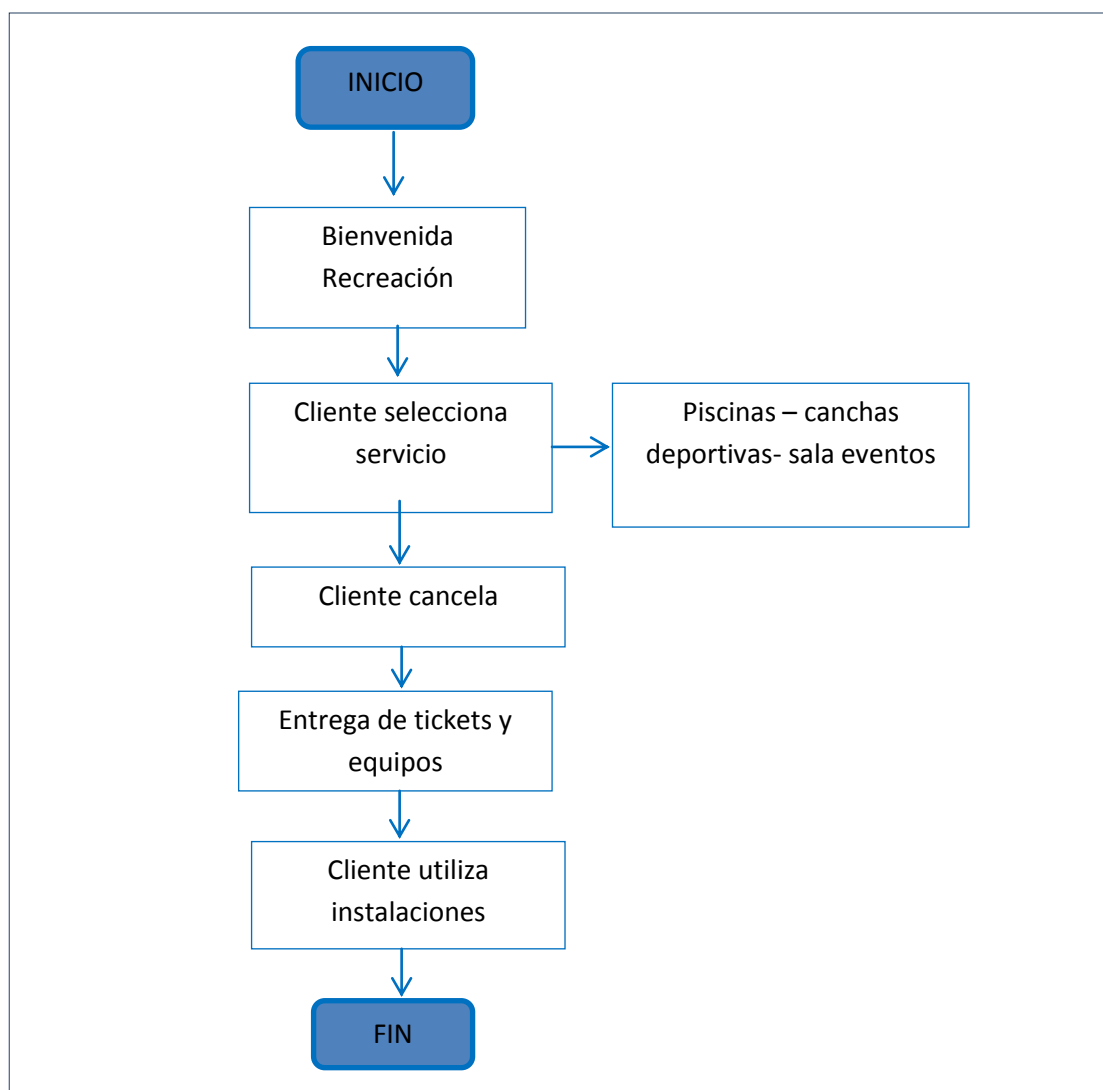 INICIO
Bienvenida
Recreación
Cliente selecciona
servicio
Piscinas – canchas
deportivas- sala eventos
Cliente cancela
Entrega de tickets y
equipos
Cliente utiliza
instalaciones
FIN